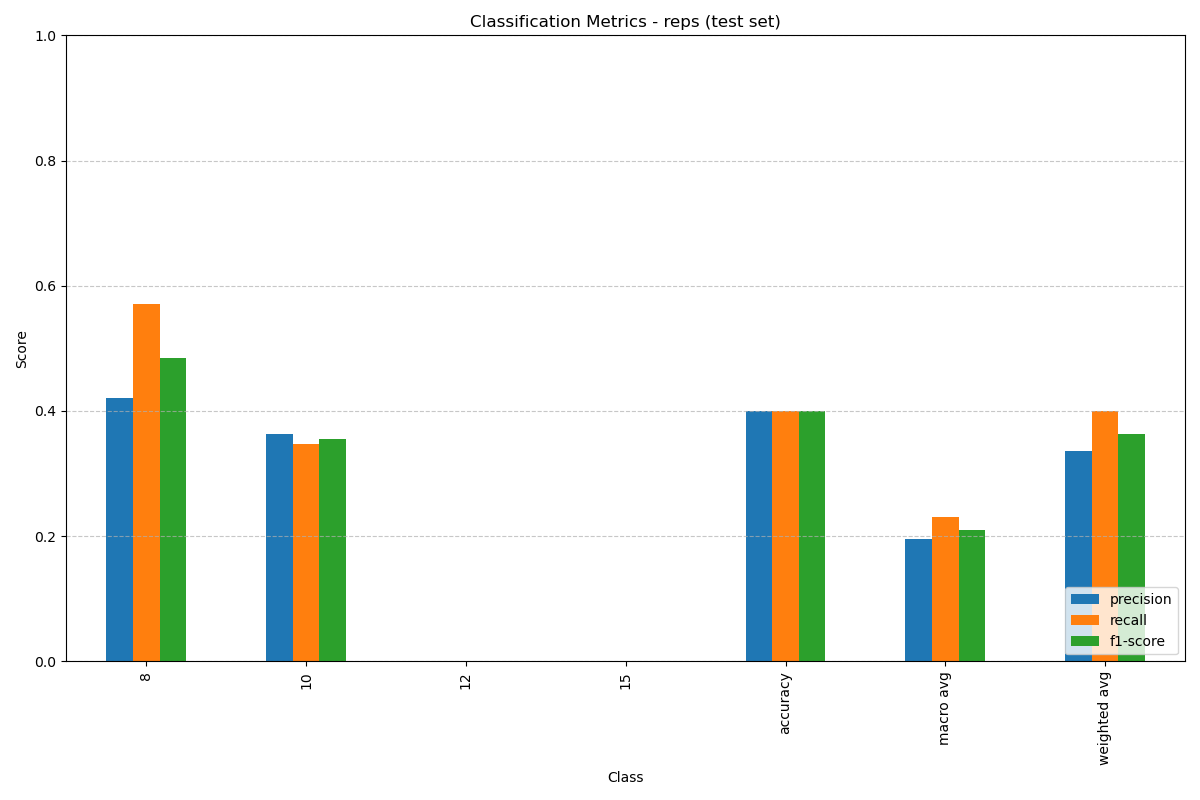 Classification Metrics - reps (test set)
1.0
0.8
0.6
0.4
0.2
0.0
Score
precision
recall
f1-score
8
10
12
15
accuracy
macro avg
weighted avg
Class